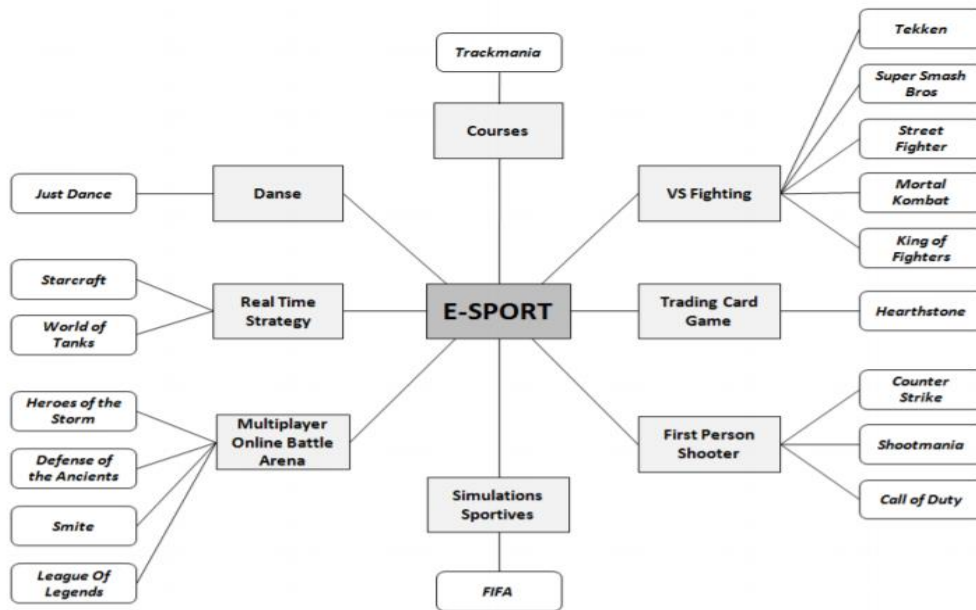 Trackmania
Courses
Tekken
Super Smash
Bros
Street
Fighter
Mortal
Kombat
King of
Fighters
VS Fighting
Just Dance
Danse
Starcraft
World of
Tanks
Real Time
Strategy
E-SPORT
Trading Card
Game
Hearthstone
Heroes of the
Storm
Defense of
the Ancients
Smite
League Of
Legends
Multiplayer
Online Battle
Arena
First Person
Shooter
Counter
Strike
Shootmania
Call of Duty
Simulations
Sportives
FIFA